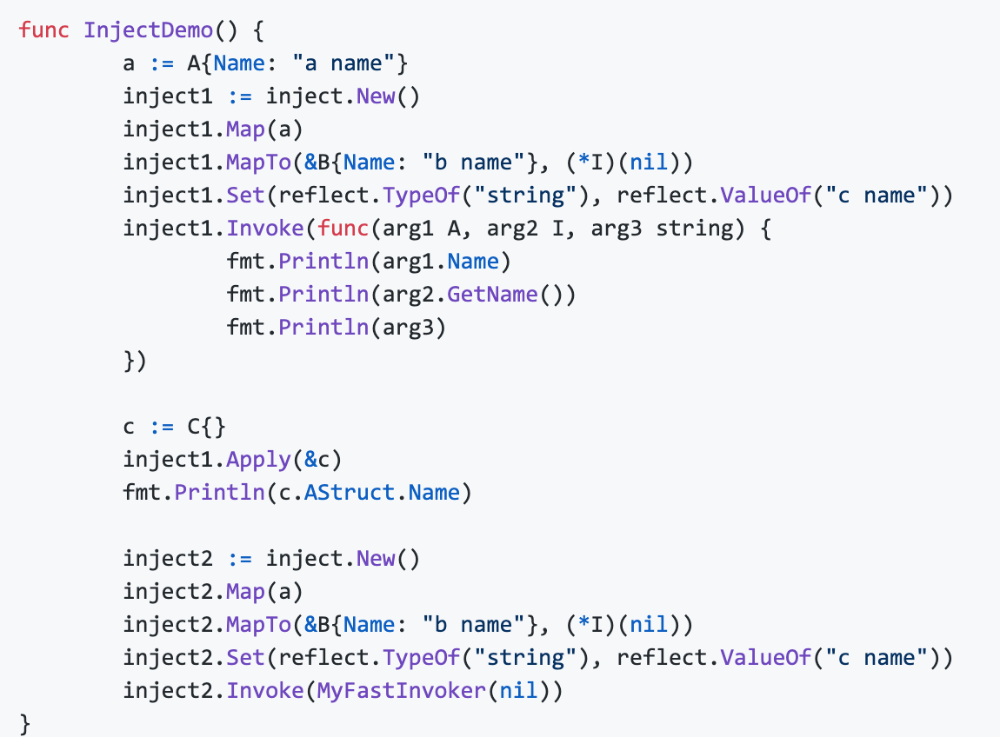 func InjectDemo() {
        a := A{Name: "a name"}
        inject1 := inject.New()
        inject1.Map(a)
        inject1.MapTo(&B{Name: "b name"}, (*I)(nil))
        inject1.Set(reflect.TypeOf("string"), reflect.ValueOf("c name"))
        inject1.Invoke(func(arg1 A, arg2 I, arg3 string) {
                fmt.Println(arg1.Name)
                fmt.Println(arg2.GetName())
                fmt.Println(arg3)
        })

        c := C{}
        inject1.Apply(&c)
        fmt.Println(c.AStruct.Name)

        inject2 := inject.New()
        inject2.Map(a)
        inject2.MapTo(&B{Name: "b name"}, (*I)(nil))
        inject2.Set(reflect.TypeOf("string"), reflect.ValueOf("c name"))
        inject2.Invoke(MyFastInvoker(nil))
}